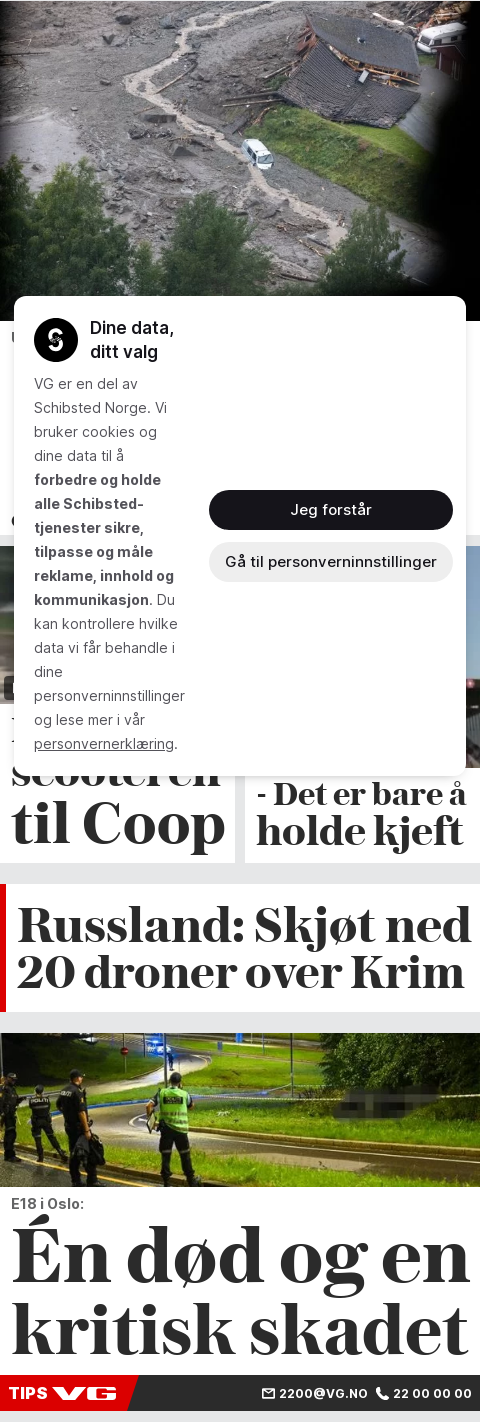 Dine data,
ditt valg
VG er en del av
Schibsted Norge. Vi
bruker cookies og
dine data til å
forbedre og holde
alle Schibsted-
tjenester sikre,
tilpasse og måle
reklame, innhold og
kommunikasjon. Du
kan kontrollere hvilke
data vi får behandle i
dine
personverninnstillinger
og lese mer i vår
personvernerklæring.
Jeg forstår
Gå til personverninnstillinger
scooteren
til Coop
- Det er bare å
holde kjeft
Russland: Skjøt ned
20 droner over Krim
POLITI
E18 i Oslo:
Én død og en
kritisk skadet
TIPS VG 2200@VG.NO 22 00 00 00